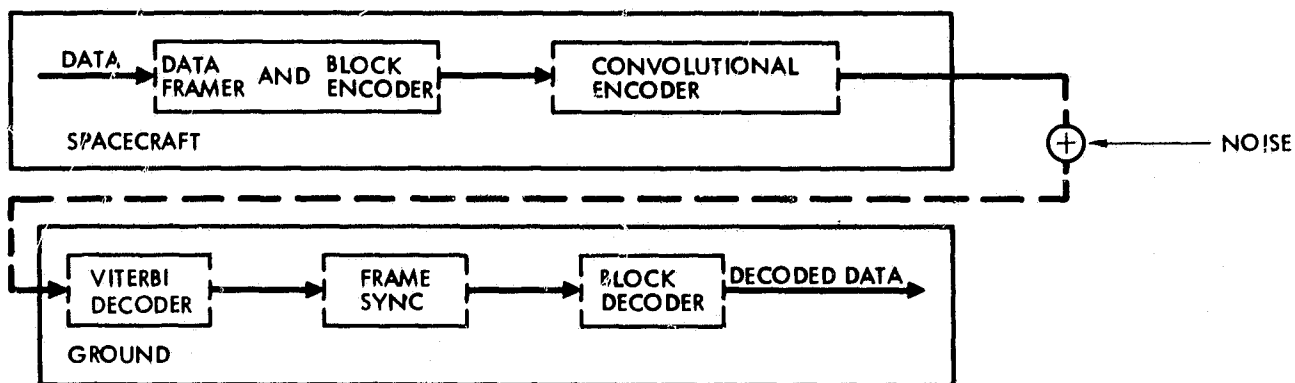 DATA
DATA FRAMER AND BLOCK ENCODER
CONVOLUTIONAL ENCODER
SPACECRAFT
NOISE
VITERBI DECODER
FRAME SYNC
BLOCK DECODER
DECODED DATA
GROUND